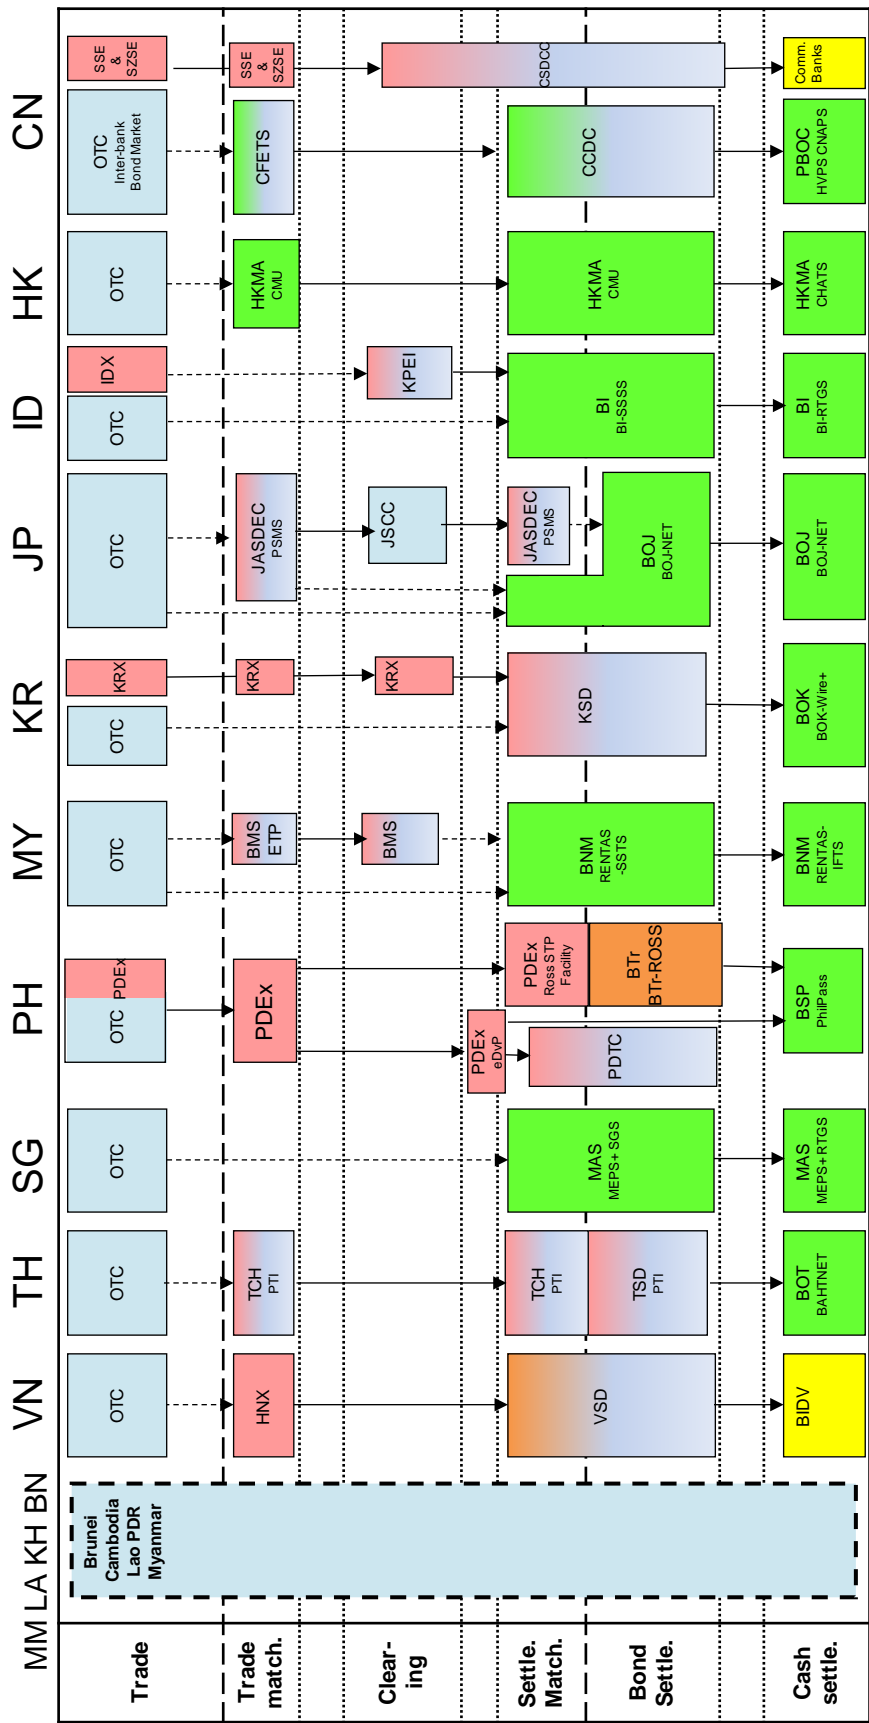 MM LA KH BN
VN
TH
SG
PH
MY
KR
JP
ID
HK
CN
Trade
Brunei
Cambodia
Lao PDR
Myanmar
OTC
OTC
OTC
OTC
PDEx
OTC
OTC
KRX
OTC
OTC
IDX
OTC
OTC
Inter-bank
Bond Market
SSE
&
SZSE
Trade
match.
HNX
TCH
PTI
PDEx
BMS
ETP
KRX
JASDEC
PSMS
HKMA
CMU
CFETS
SSE
&
SZSE
Clear-
ing
BMS
KRX
JSCC
KPEI
CSDCC
PDEx
eDvP
Settle.
Match.
TCH
PTI
PDEx
Ross STP
Facility
JASDEC
PSMS
Bond
Settle.
VSD
TSD
PTI
MAS
MEPS+ SGS
PDTC
BTr
BTr-ROSS
BNM
RENTAS
-SSTS
KSD
BOJ
BOJ-NET
BI
BI-SSSS
HKMA
CMU
CCDC
Cash
settle.
BIDV
BOT
BAHTNET
MAS
MEPS+ RTGS
BSP
PhilPass
BNM
RENTAS-
IFTS
BOK
BOK-Wire+
BOJ
BOJ-NET
BI
BI-RTGS
HKMA
CHATS
PBOC
HVPS CNAPS
Comm.
Banks